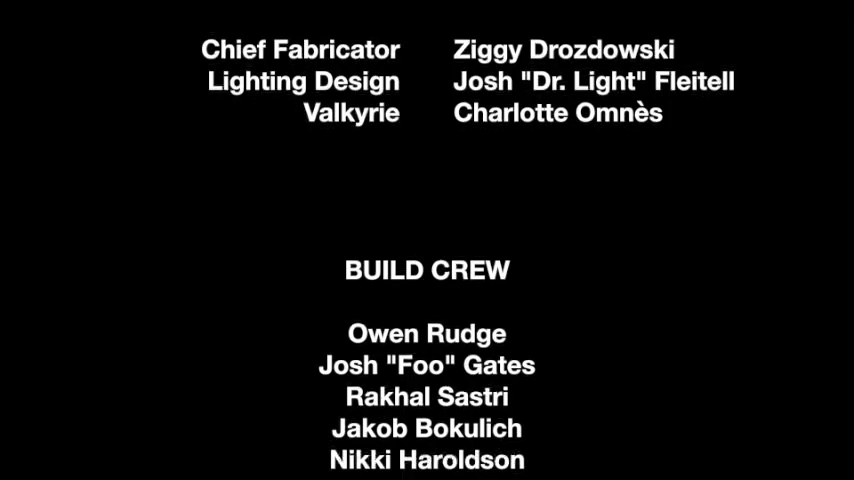 Chief Fabricator Ziggy Drozdowski
Lighting Design Josh "Dr. Light" Fleitell
Valkyrie Charlotte Omnès
BUILD CREW
Owen Rudge
Josh "Foo" Gates
Rakhal Sastri
Jakob Bokulich
Nikki Haroldson